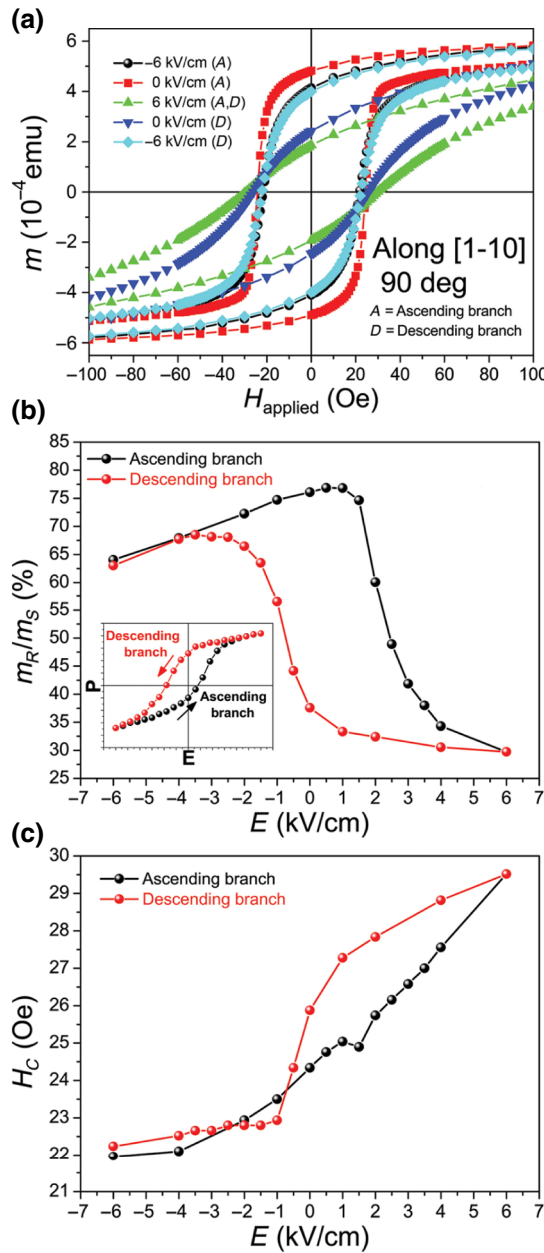 (a)
6
4
2
0
−2
−4
−6
m (10⁻⁴ emu)
−6 kV/cm (A)
0 kV/cm (A)
6 kV/cm (A,D)
0 kV/cm (D)
−6 kV/cm (D)
Along [1-10]
90 deg
A = Ascending branch
D = Descending branch
−100 −80 −60 −40 −20 0 20 40 60 80 100
H applied (Oe)
(b)
85
80
75
70
65
60
55
50
45
40
35
30
25
mR/mS (%)
Ascending branch
Descending branch
Descending
branch
Ascending
branch
P
E
−7 −6 −5 −4 −3 −2 −1 0 1 2 3 4 5 6 7
E (kV/cm)
(c)
30
29
28
27
26
25
24
23
22
21
HC (Oe)
Ascending branch
Descending branch
−7 −6 −5 −4 −3 −2 −1 0 1 2 3 4 5 6 7
E (kV/cm)